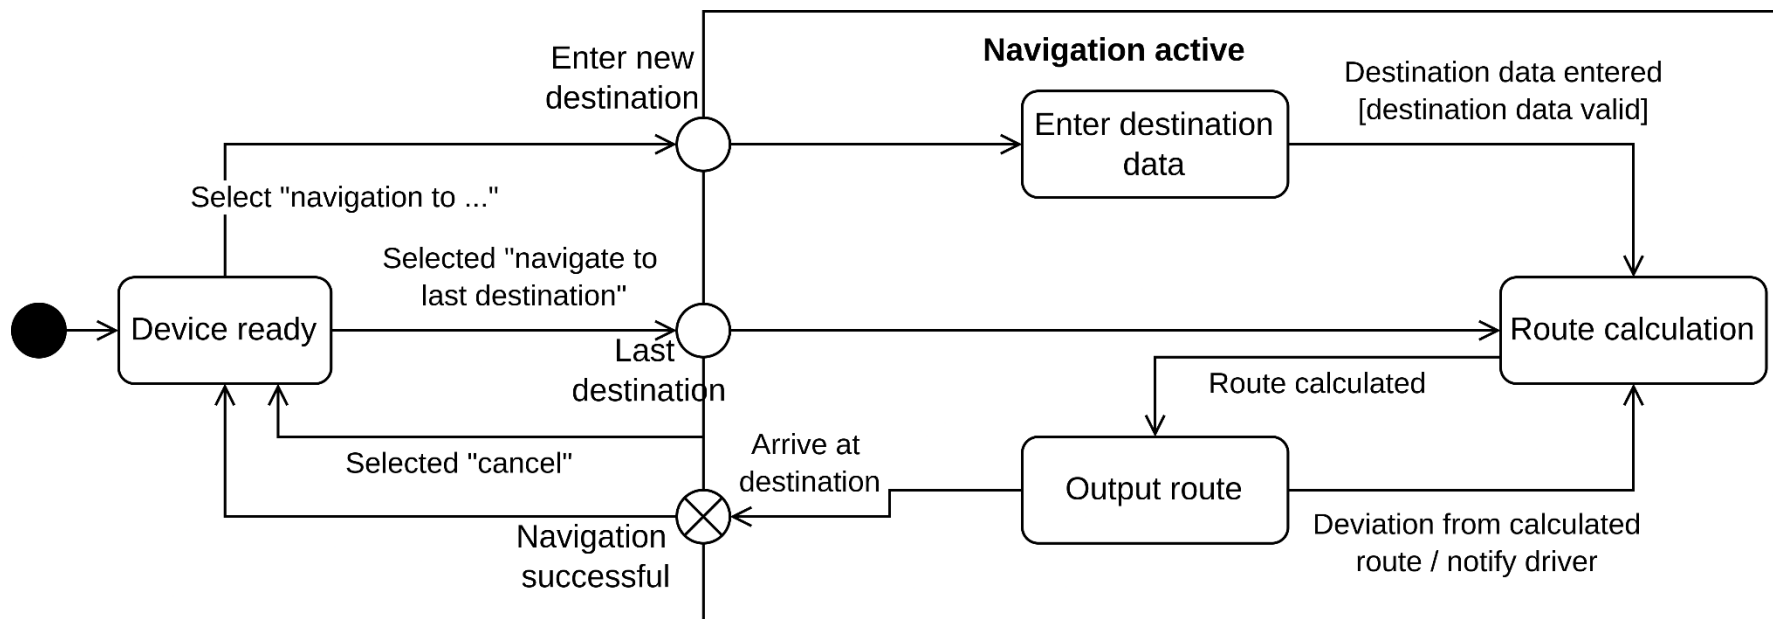 Navigation active
Enter new
destination
Destination data entered
[destination data valid]
Enter destination
data
Select "navigation to ..."
Selected "navigate to
last destination"
Device ready
Last
destination
Route calculation
Route calculated
Selected "cancel"
Arrive at
destination
Output route
Navigation
successful
Deviation from calculated
route / notify driver